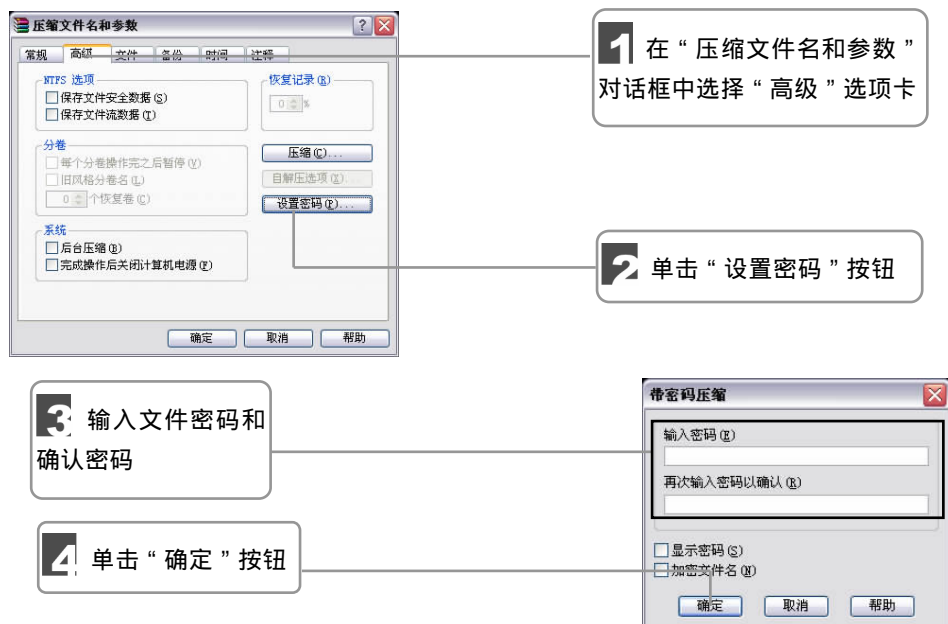 压缩文件名和参数
常规 高级 文件 备份 时间 注释
NTFS 选项
保存文件安全数据(S)
保存文件流数据(T)
恢复记录(R)
0 %
分卷
每个分卷操作完之后暂停(V)
旧风格分卷名(L)
0 个恢复卷(C)
压缩(C)...
自解压选项(X)...
设置密码(P)...
系统
后台压缩(B)
完成操作后关闭计算机电源(F)
确定 取消 帮助
1 在“压缩文件名和参数”
对话框中选择“高级”选项卡
2 单击“设置密码”按钮
3 输入文件密码和
确认密码
4 单击“确定”按钮
带密码压缩
输入密码(E)
再次输入密码以确认(R)
显示密码(S)
加密文件名(N)
确定 取消 帮助